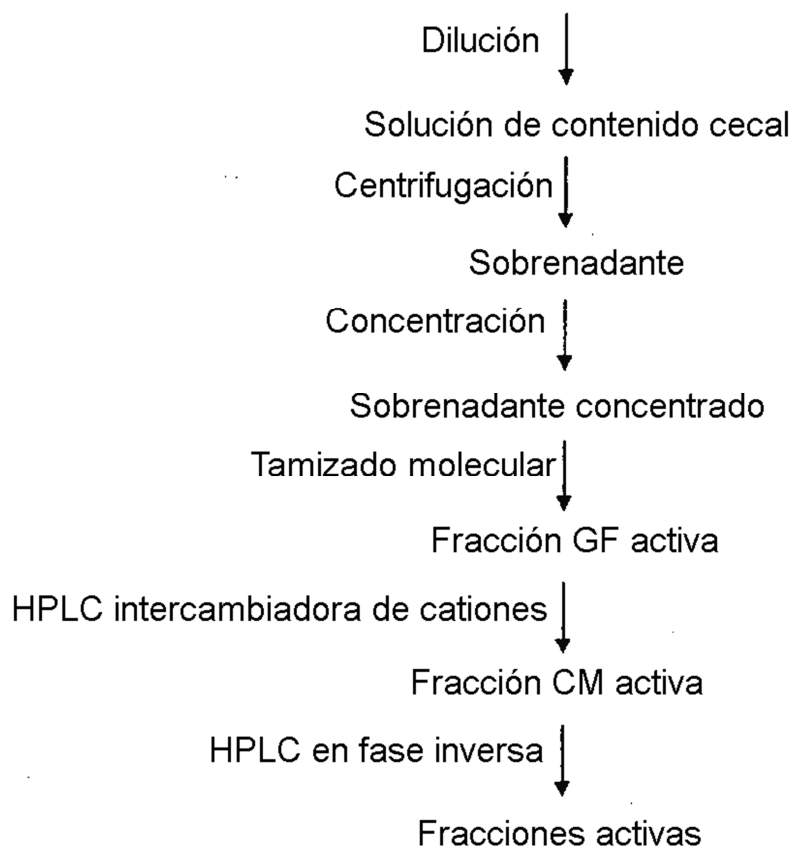 Dilución
Solución de contenido cecal
Centrifugación
Sobrenadante
Concentración
Sobrenadante concentrado
Tamizado molecular
Fracción GF activa
HPLC intercambiadora de cationes
Fracción CM activa
HPLC en fase inversa
Fracciones activas